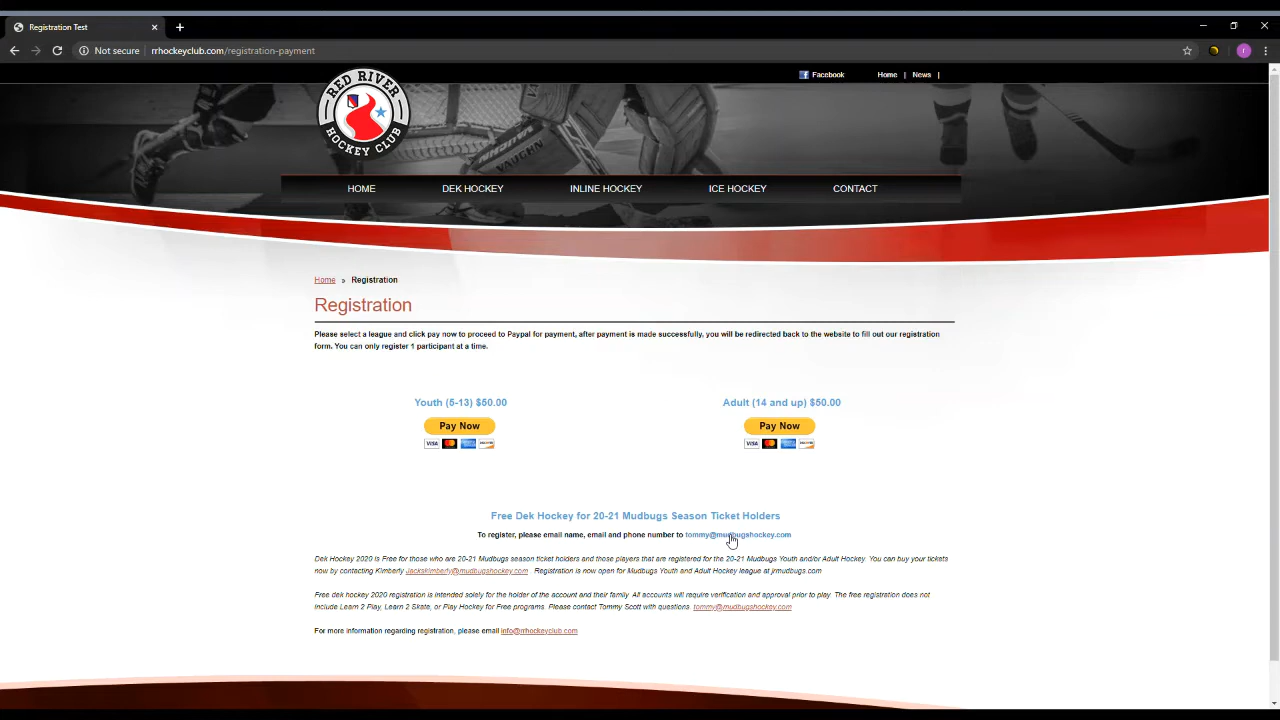 Registration Test
Not secure
rrhockeyclub.com/registration-payment
r
RED RIVER
HOCKEY CLUB
VAUGHN
Facebook Home | News |
HOME DEK HOCKEY INLINE HOCKEY ICE HOCKEY CONTACT
Home » Registration
Registration
Please select a league and click pay now to proceed to Paypal for payment, after payment is made successfully, you will be redirected back to the website to fill out our registration
form. You can only register 1 participant at a time.
Youth (5-13) $50.00 Adult (14 and up) $50.00
Pay Now Pay Now
VISA VISA
Free Dek Hockey for 20-21 Mudbugs Season Ticket Holders
To register, please email name, email and phone number to tommy@mudbugshockey.com
Dek Hockey 2020 is Free for those who are 20-21 Mudbugs season ticket holders and those players that are registered for the 20-21 Mudbugs Youth and/or Adult Hockey. You can buy your tickets
now by contacting Kimberly Jackskimberly@mudbugshockey.com Registration is now open for Mudbugs Youth and Adult Hockey league at jrmudbugs.com
Free dek hockey 2020 registration is intended solely for the holder of the account and their family. All accounts will require verification and approval prior to play. The free registration does not
include Learn 2 Play, Learn 2 Skate, or Play Hockey for Free programs. Please contact Tommy Scott with questions. tommy@mudbugshockey.com
For more information regarding registration, please email info@rrhockeyclub.com